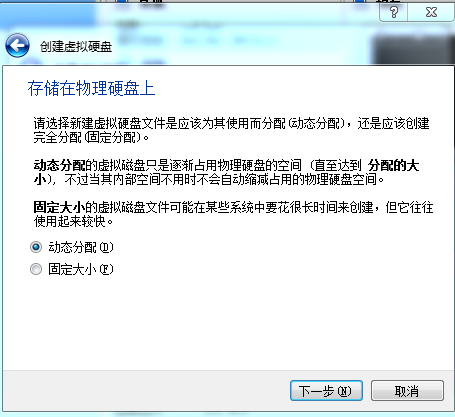 创建虚拟硬盘
存储在物理硬盘上
请选择新建虚拟硬盘文件是应该为其使用而分配(动态分配)，还是应该创建
完全分配(固定分配)。
动态分配的虚拟磁盘只是逐渐占用物理硬盘的空间（直至达到 分配的大
小），不过当其内部空间不用时不会自动缩减占用的物理硬盘空间。
固定大小的虚拟磁盘文件可能在某些系统中要花很长时间来创建，但它往往
使用起来较快。
动态分配(D)
固定大小(F)
下一步(N)
取消